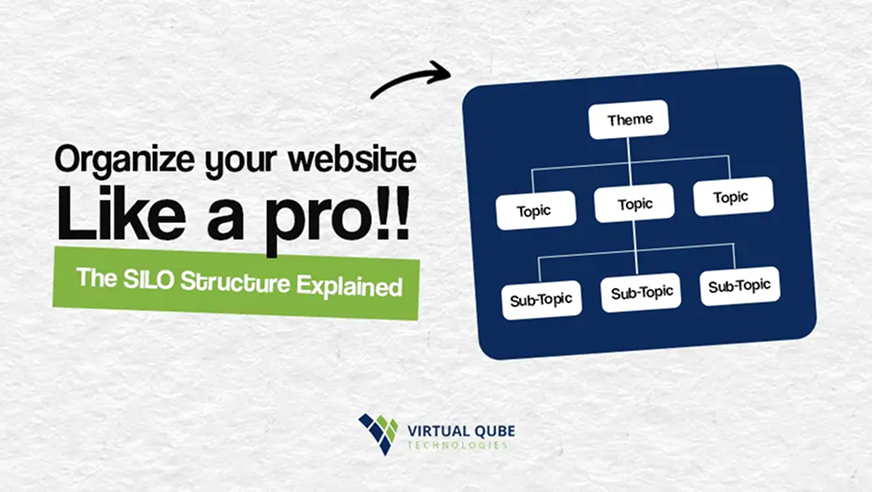 Organize your website
Like a pro!!
The SILO Structure Explained
Theme
Topic Topic Topic
Sub-Topic Sub-Topic Sub-Topic
VIRTUAL QUBE
TECHNOLOGIES